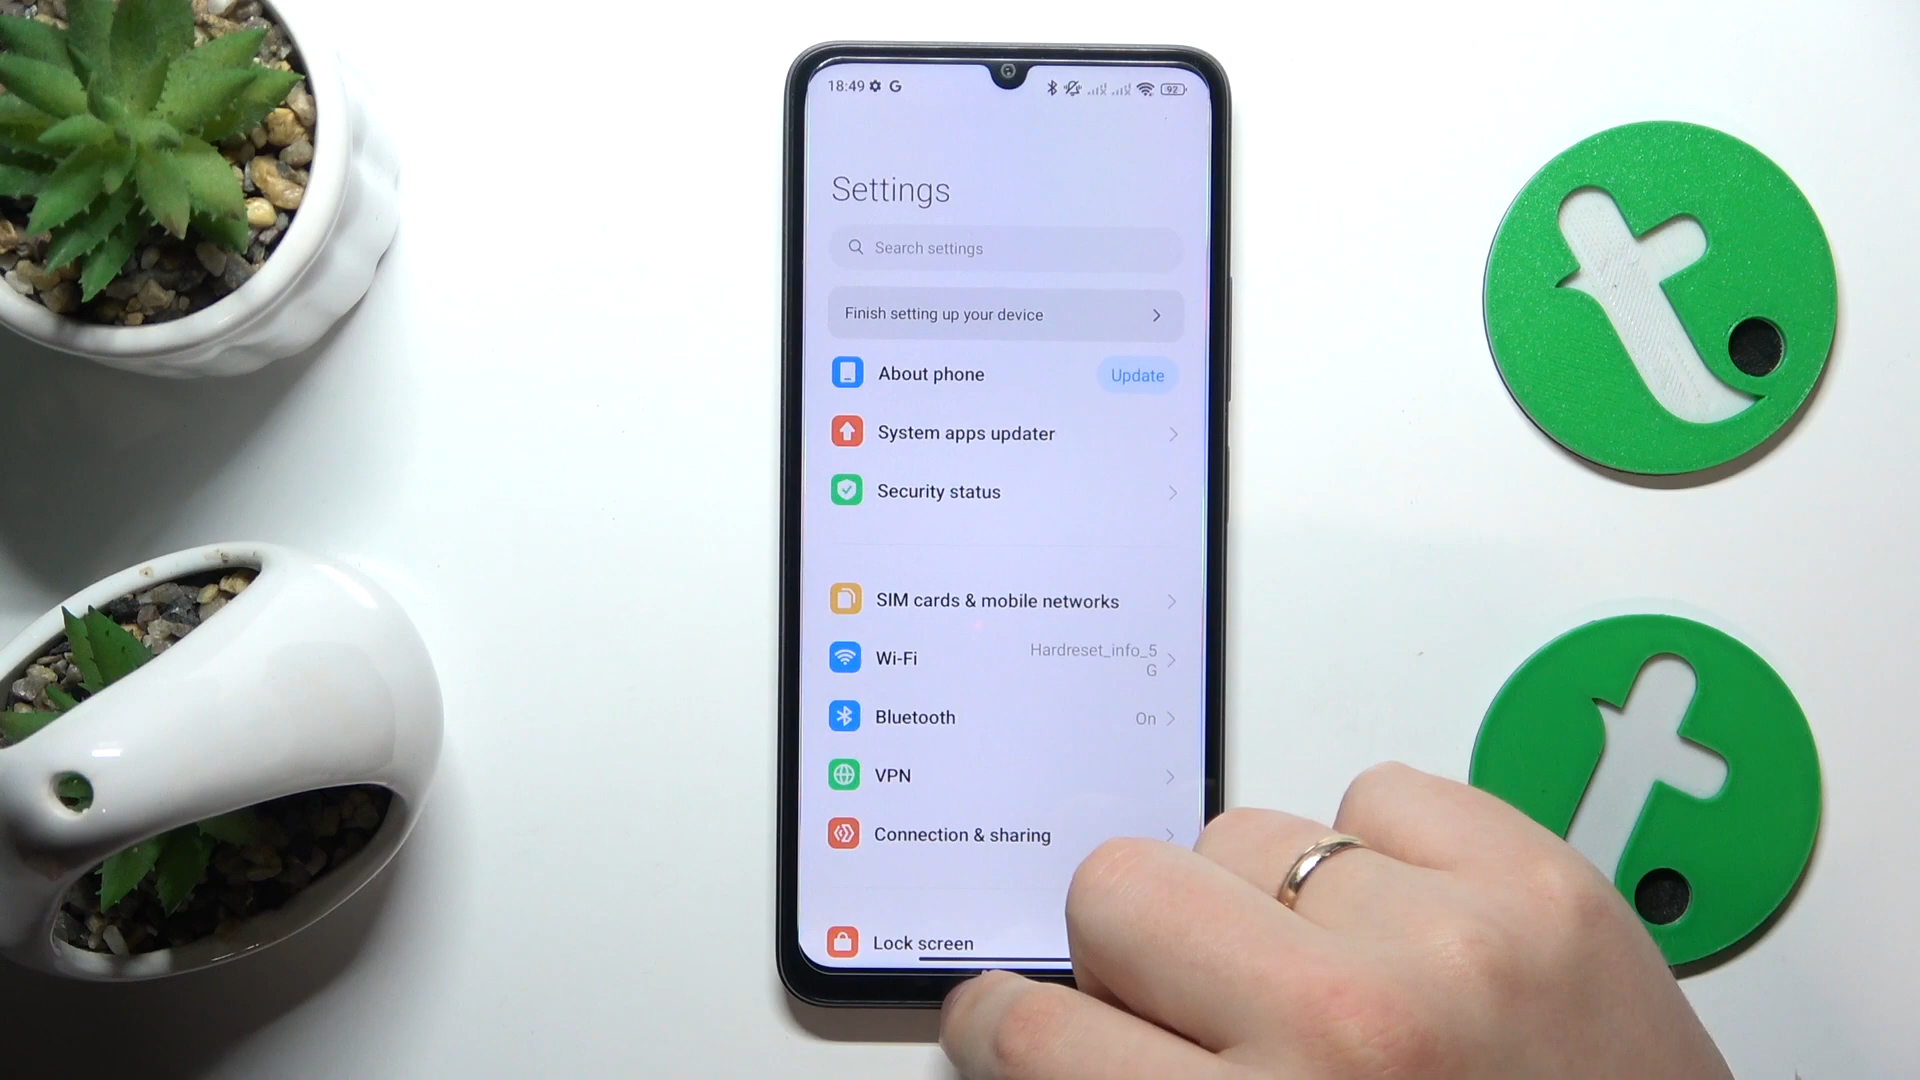 18:49 G 92
Settings
Search settings
Finish setting up your device
About phone Update
System apps updater
Security status
SIM cards & mobile networks
Wi-Fi Hardreset_info_5
G
Bluetooth On
VPN
Connection & sharing
Lock screen